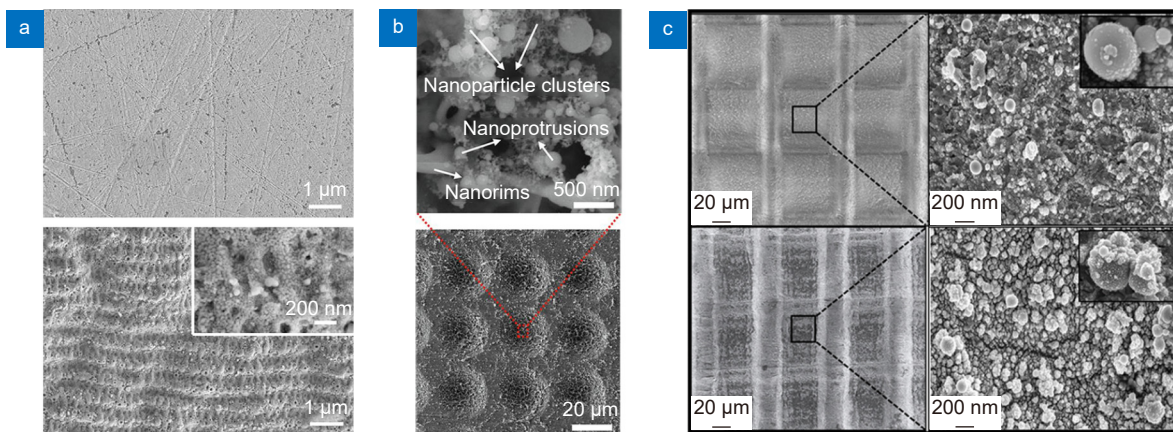 a
1 μm
200 nm
1 μm
b
Nanoparticle clusters
Nanoprotrusions
Nanorims
500 nm
20 μm
c
20 μm
200 nm
20 μm
200 nm